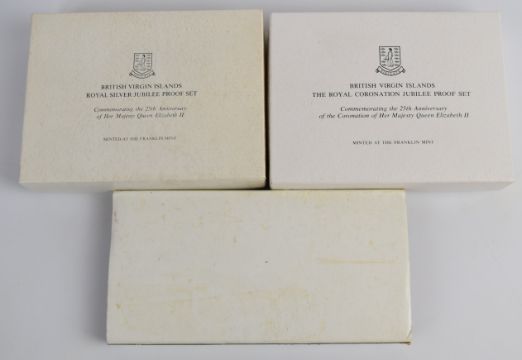 BRITISH VIRGIN ISLANDS
ROYAL SILVER JUBILEE PROOF SET
Commemorating the 25th Anniversary
of Her Majesty Queen Elizabeth II
MINTED AT THE FRANKLIN MINT
BRITISH VIRGIN ISLANDS
THE ROYAL CORONATION JUBILEE PROOF SET
Commemorating the 25th Anniversary
of the Coronation of Her Majesty Queen Elizabeth II
MINTED AT THE FRANKLIN MINT